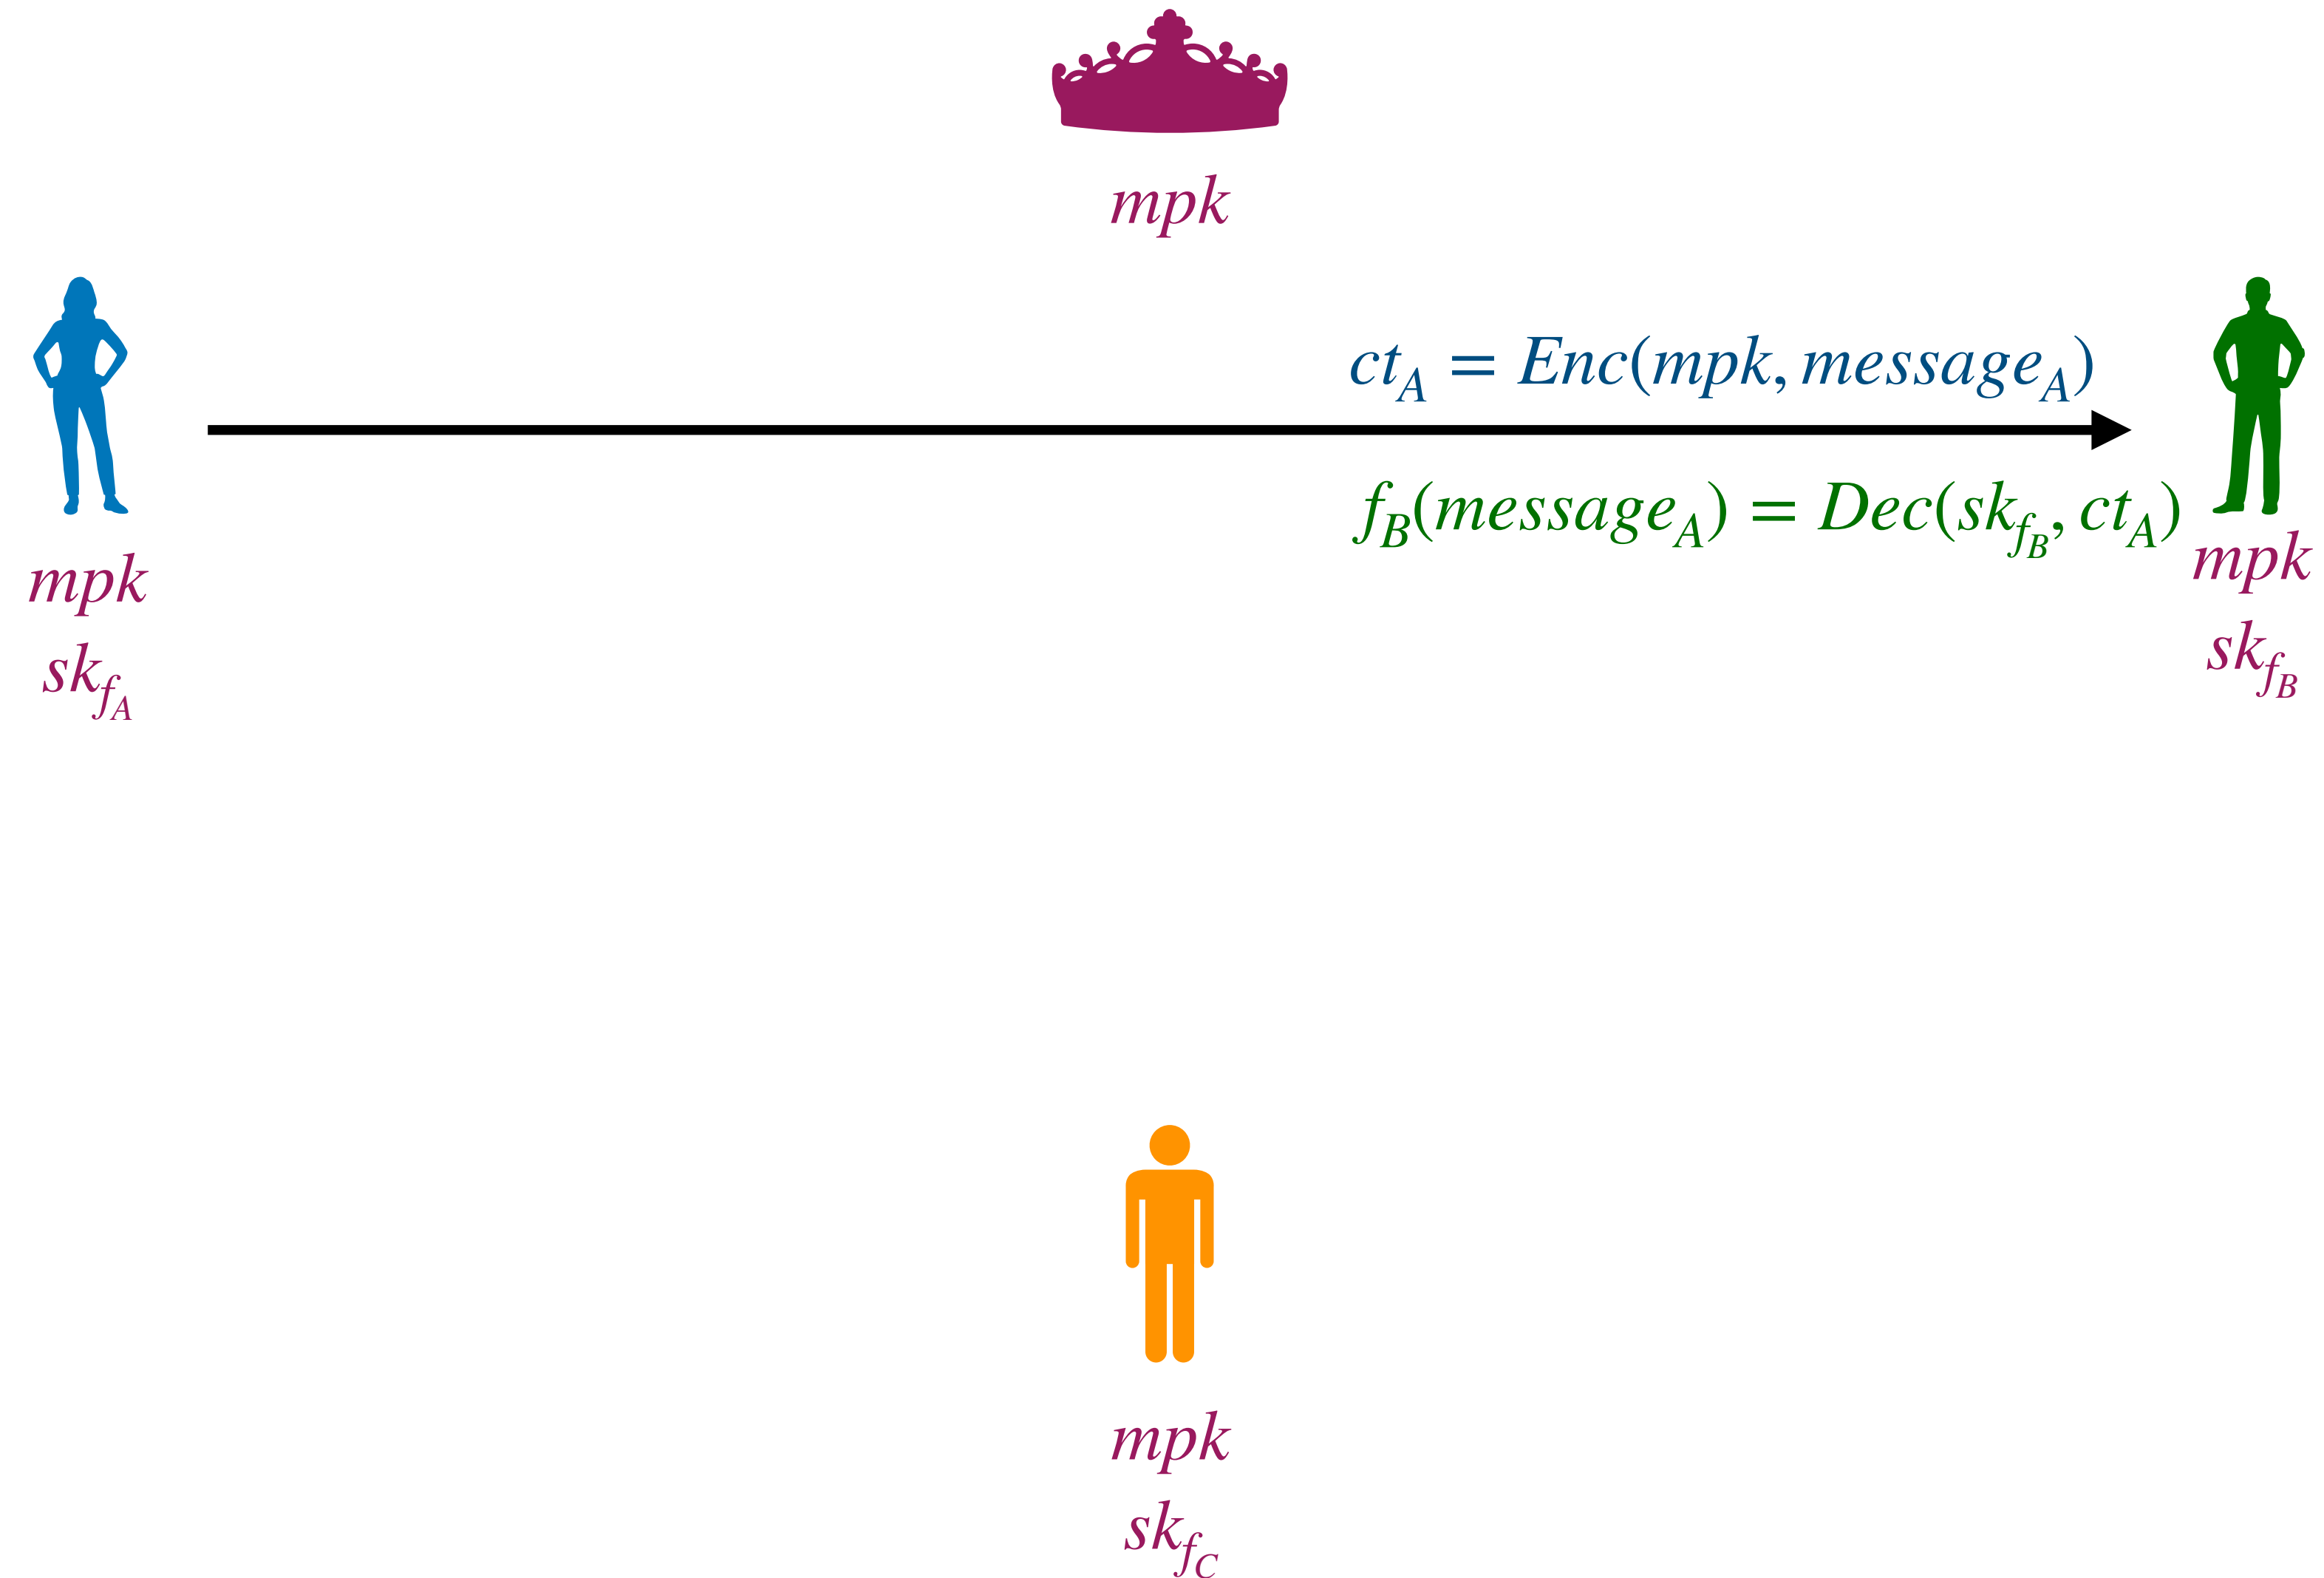 mpk
ct_A = Enc(mpk, message_A)
f_B(message_A) = Dec(sk_{f_B}, ct_A)
mpk
sk_{f_A}
mpk
sk_{f_B}
mpk
sk_{f_C}